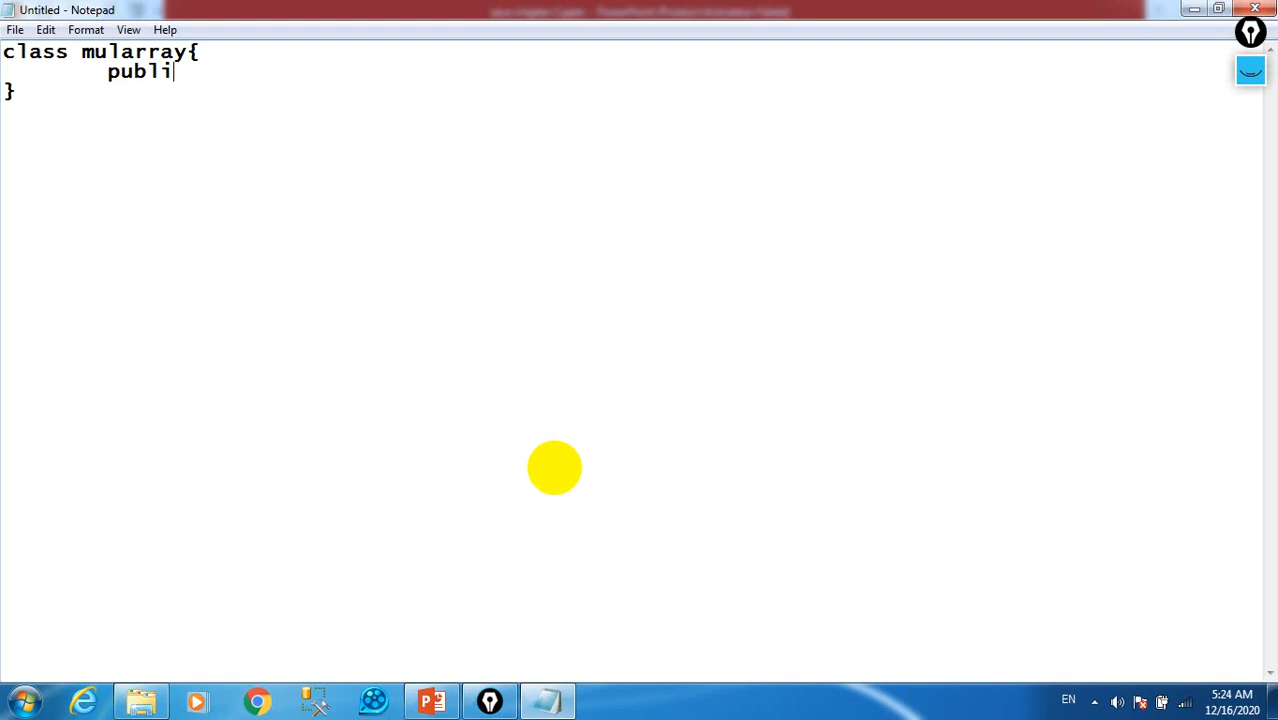 Untitled - Notepad
File Edit Format View Help
class mularray{
publi
}
EN
5:24 AM
12/16/2020